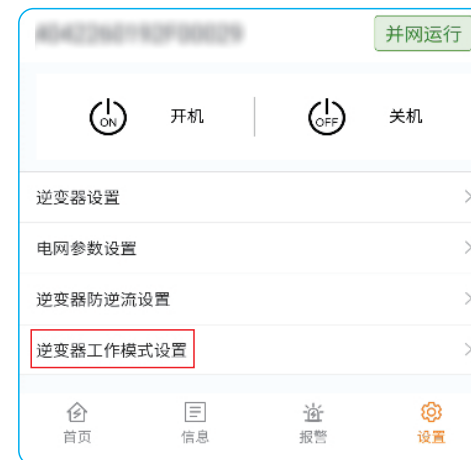 并网运行
ON 开机 OFF 关机
逆变器设置
电网参数设置
逆变器防逆流设置
逆变器工作模式设置
首页 信息 报警 设置